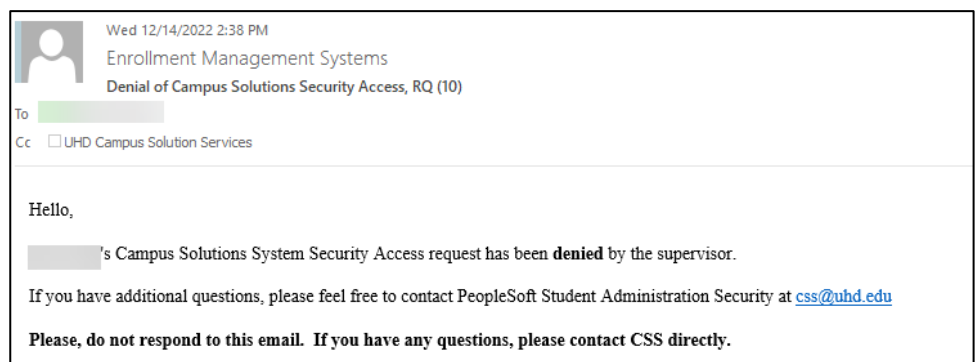 Wed 12/14/2022 2:38 PM
Enrollment Management Systems
Denial of Campus Solutions Security Access, RQ (10)
To
Cc UHD Campus Solution Services
Hello,
's Campus Solutions System Security Access request has been denied by the supervisor.
If you have additional questions, please feel free to contact PeopleSoft Student Administration Security at css@uhd.edu
Please, do not respond to this email.  If you have any questions, please contact CSS directly.